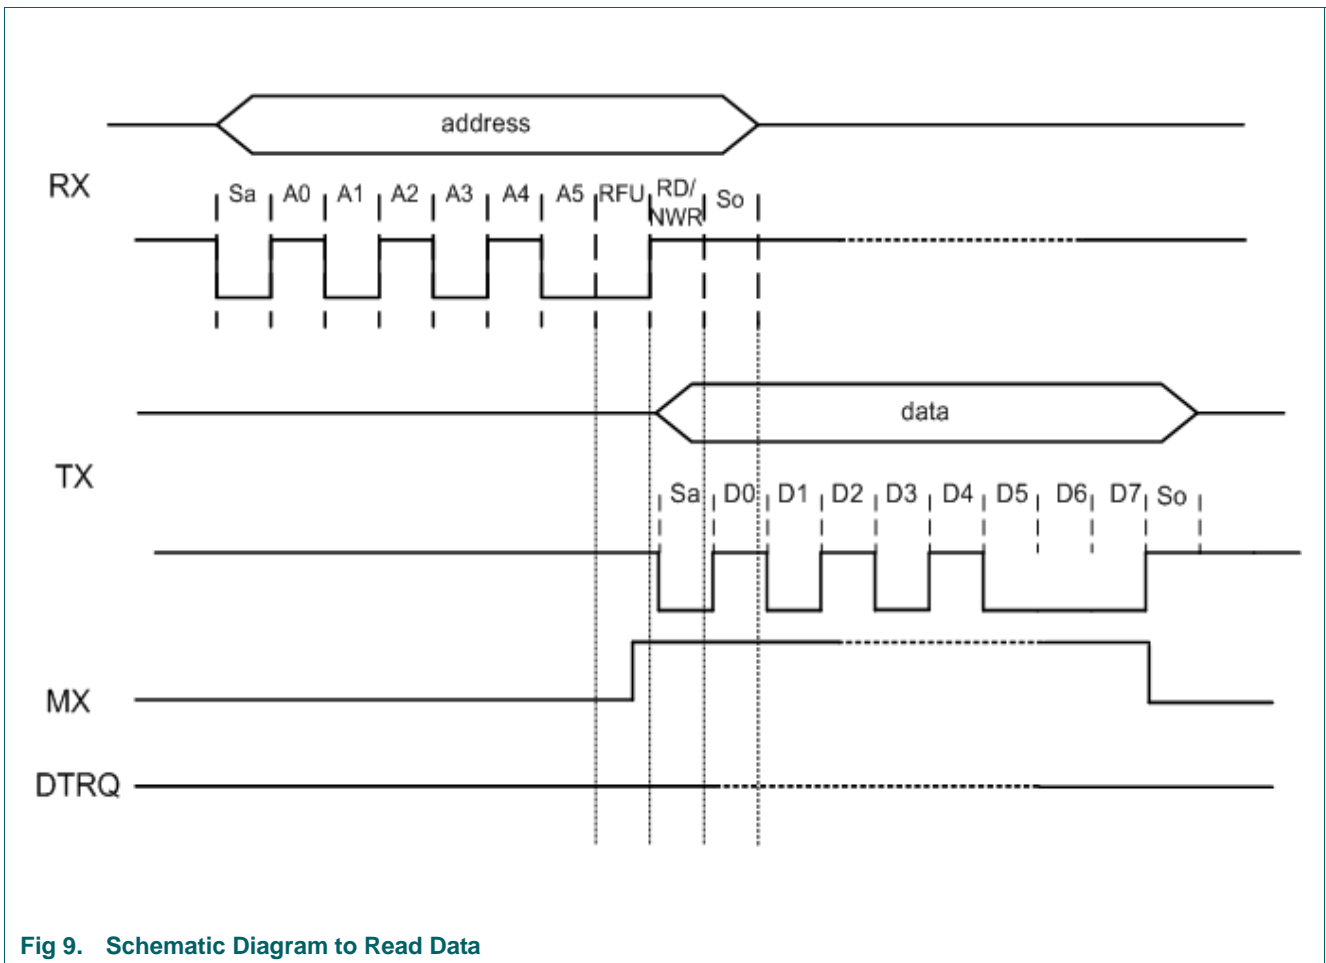 address
RX
Sa A0 A1 A2 A3 A4 A5 RFU RD/NWR So
data
TX
Sa D0 D1 D2 D3 D4 D5 D6 D7 So
MX
DTRQ
Fig 9. Schematic Diagram to Read Data